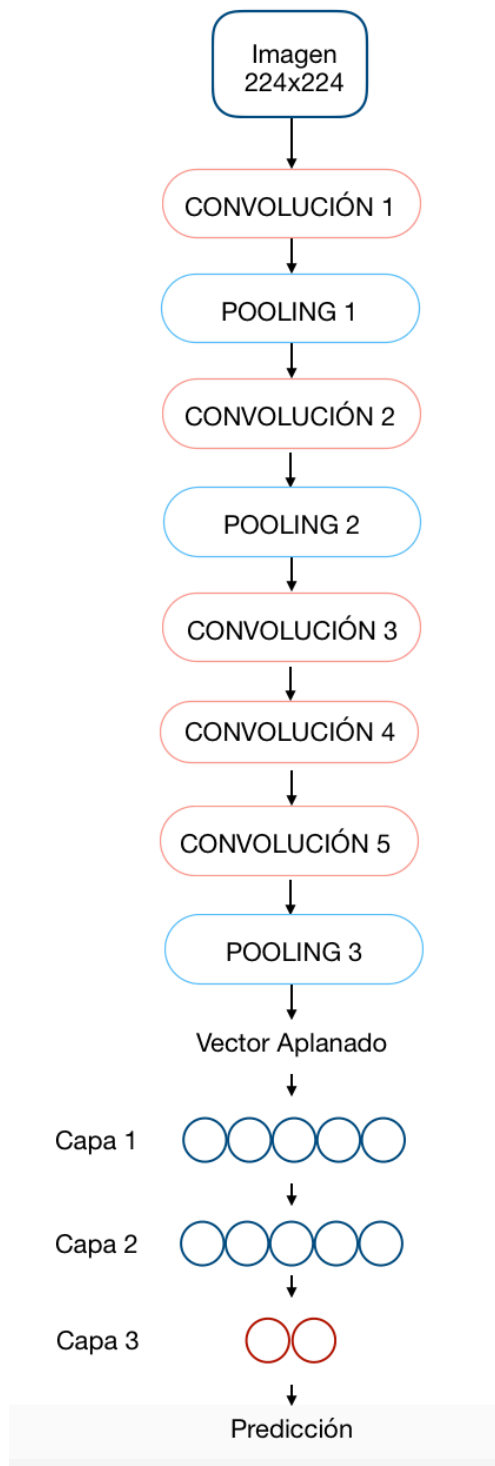 Imagen
224x224
CONVOLUCIÓN 1
POOLING 1
CONVOLUCIÓN 2
POOLING 2
CONVOLUCIÓN 3
CONVOLUCIÓN 4
CONVOLUCIÓN 5
POOLING 3
Vector Aplanado
Capa 1
Capa 2
Capa 3
Predicción